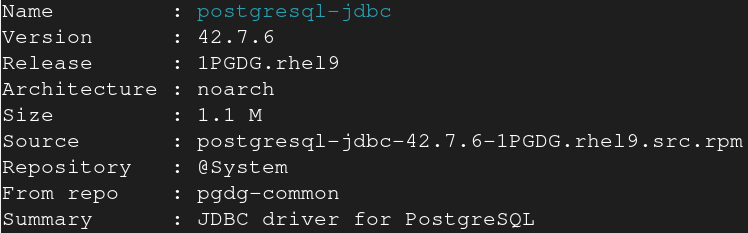 Name         : postgresql-jdbc
Version      : 42.7.6
Release      : 1PGDG.rhel9
Architecture : noarch
Size         : 1.1 M
Source       : postgresql-jdbc-42.7.6-1PGDG.rhel9.src.rpm
Repository   : @System
From repo    : pgdg-common
Summary      : JDBC driver for PostgreSQL